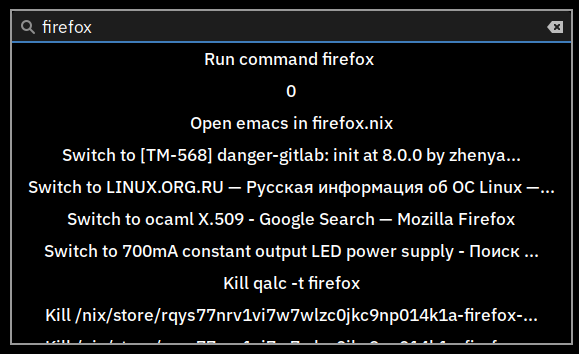 firefox
Run command firefox
0
Open emacs in firefox.nix
Switch to [TM-568] danger-gitlab: init at 8.0.0 by zhenya...
Switch to LINUX.ORG.RU — Русская информация об ОС Linux —...
Switch to ocaml X.509 - Google Search — Mozilla Firefox
Switch to 700mA constant output LED power supply - Поиск ...
Kill qalc -t firefox
Kill /nix/store/rqys77nrv1vi7w7wlzc0jkc9np014k1a-firefox-...